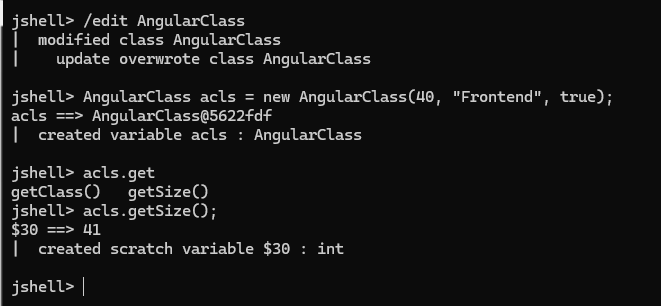 jshell> /edit AngularClass
|  modified class AngularClass
|    update overwrote class AngularClass
jshell> AngularClass acls = new AngularClass(40, "Frontend", true);
acls ==> AngularClass@5622fdf
|  created variable acls : AngularClass
jshell> acls.get
getClass()   getSize()
jshell> acls.getSize();
$30 ==> 41
|  created scratch variable $30 : int
jshell>